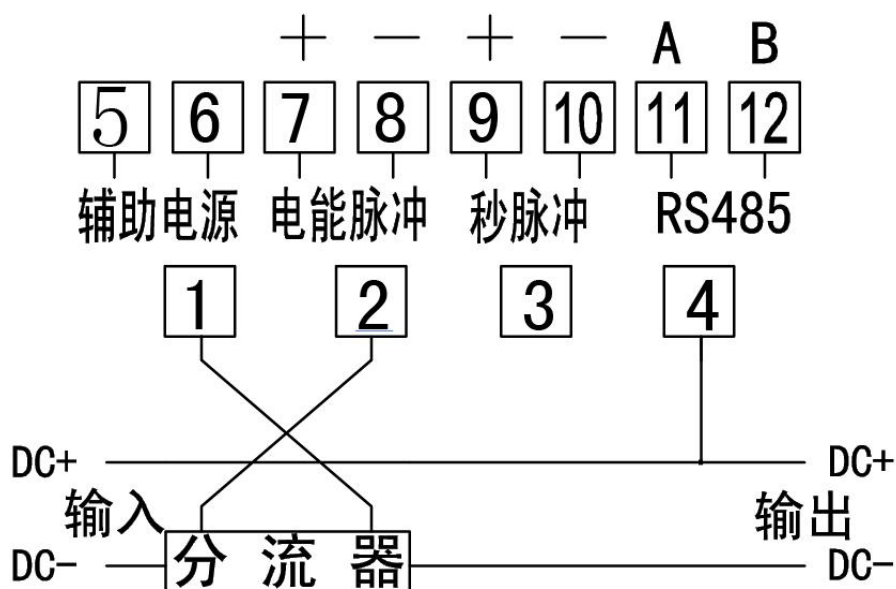 + − + − A B
5 6 7 8 9 10 11 12
辅助电源 电能脉冲 秒脉冲 RS485
1 2 3 4
DC+ DC+
输入 输出
DC- 分流器 DC-